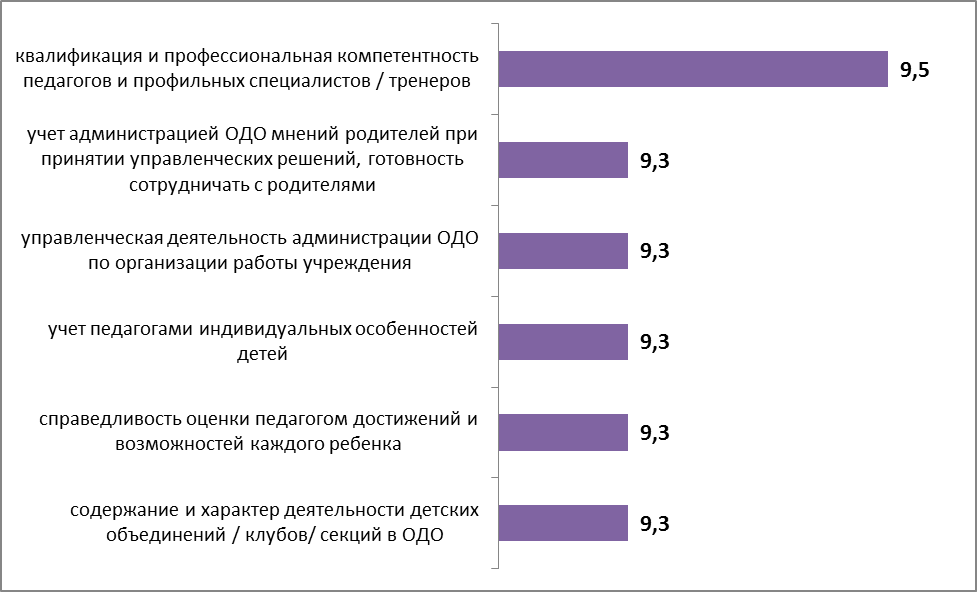 квалификация и профессиональная компетентность
педагогов и профильных специалистов / тренеров
9,5
учет администрацией ОДО мнений родителей при
принятии управленческих решений, готовность
сотрудничать с родителями
9,3
управленческая деятельность администрации ОДО
по организации работы учреждения
9,3
учет педагогами индивидуальных особенностей
детей
9,3
справедливость оценки педагогом достижений и
возможностей каждого ребенка
9,3
содержание и характер деятельности детских
объединений / клубов/ секций в ОДО
9,3